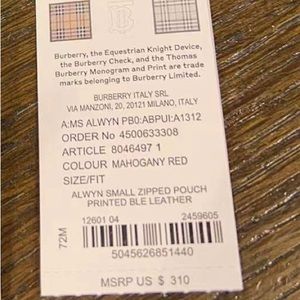 Burberry, the Equestrian Knight Device,
the Burberry Check, and the Thomas
Burberry Monogram and Print are trade
marks belonging to Burberry Limited.
BURBERRY ITALY SRL
VIA MANZONI, 20, 20121 MILANO, ITALY
A:MS ALWYN PB0:ABPUI:A1312
ORDER No 4500633308
ARTICLE 8046497 1
COLOUR MAHOGANY RED
SIZE/FIT
ALWYN SMALL ZIPPED POUCH
PRINTED BLE LEATHER
12601 04 2459605
72M
5045626851440
MSRP US $ 310